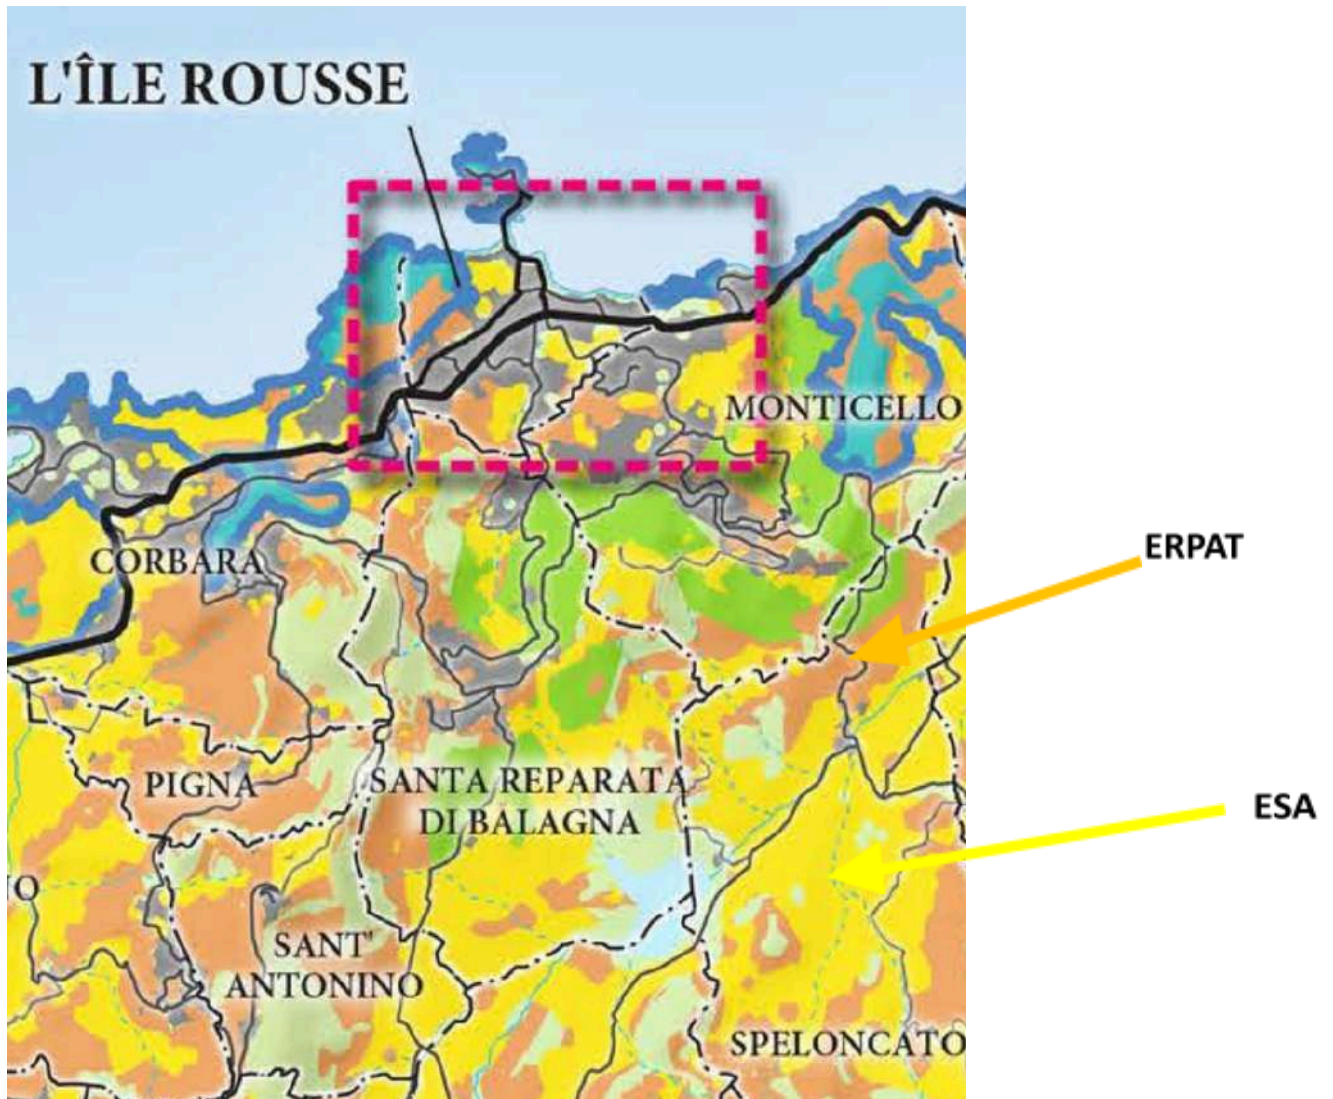 L'ÎLE ROUSSE
MONTICELLO
ERPAT
CORBARA
PIGNA
SANTA REPARATA
DI BALAGNA
ESA
O
SANT'
ANTONINO
SPELONCATO